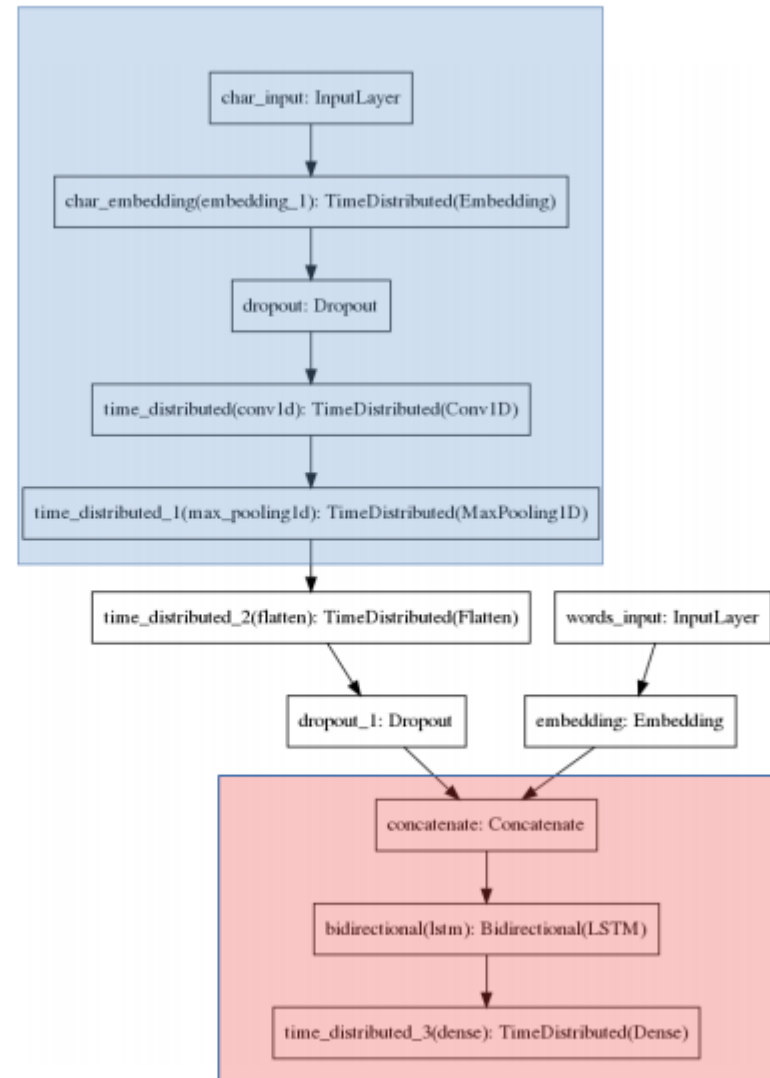 char_input: InputLayer
char_embedding(embedding_1): TimeDistributed(Embedding)
dropout: Dropout
time_distributed(conv1d): TimeDistributed(Conv1D)
time_distributed_1(max_pooling1d): TimeDistributed(MaxPooling1D)
time_distributed_2(flatten): TimeDistributed(Flatten)
words_input: InputLayer
dropout_1: Dropout
embedding: Embedding
concatenate: Concatenate
bidirectional(lstm): Bidirectional(LSTM)
time_distributed_3(dense): TimeDistributed(Dense)